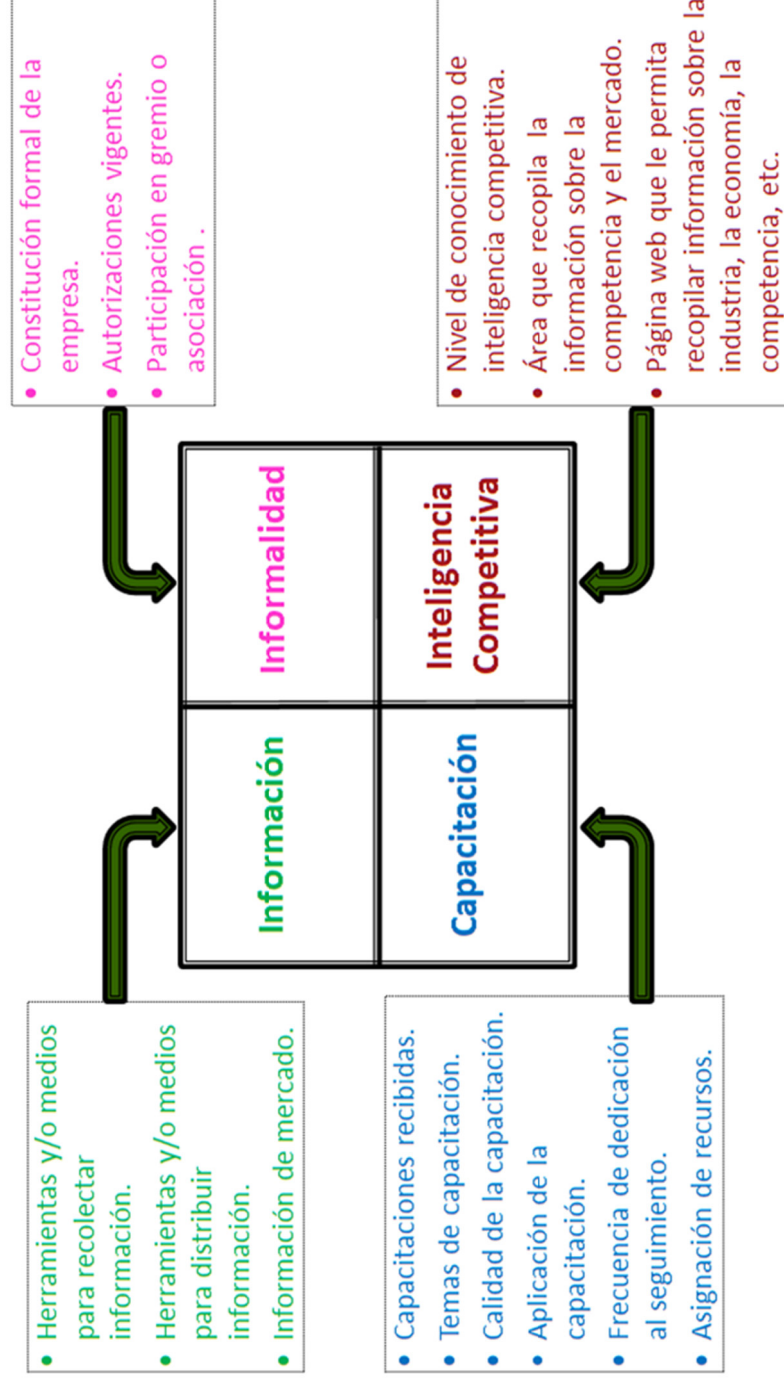 • Herramientas y/o medios
para recolectar
información.
• Herramientas y/o medios
para distribuir
información.
• Información de mercado.
• Constitución formal de la
empresa.
• Autorizaciones vigentes.
• Participación en gremio o
asociación .
Información
Informalidad
Capacitación
Inteligencia
Competitiva
• Capacitaciones recibidas.
• Temas de capacitación.
• Calidad de la capacitación.
• Aplicación de la
capacitación.
• Frecuencia de dedicación
al seguimiento.
• Asignación de recursos.
• Nivel de conocimiento de
inteligencia competitiva.
• Área que recopila la
información sobre la
competencia y el mercado.
• Página web que le permita
recopilar información sobre la
industria, la economía, la
competencia, etc.